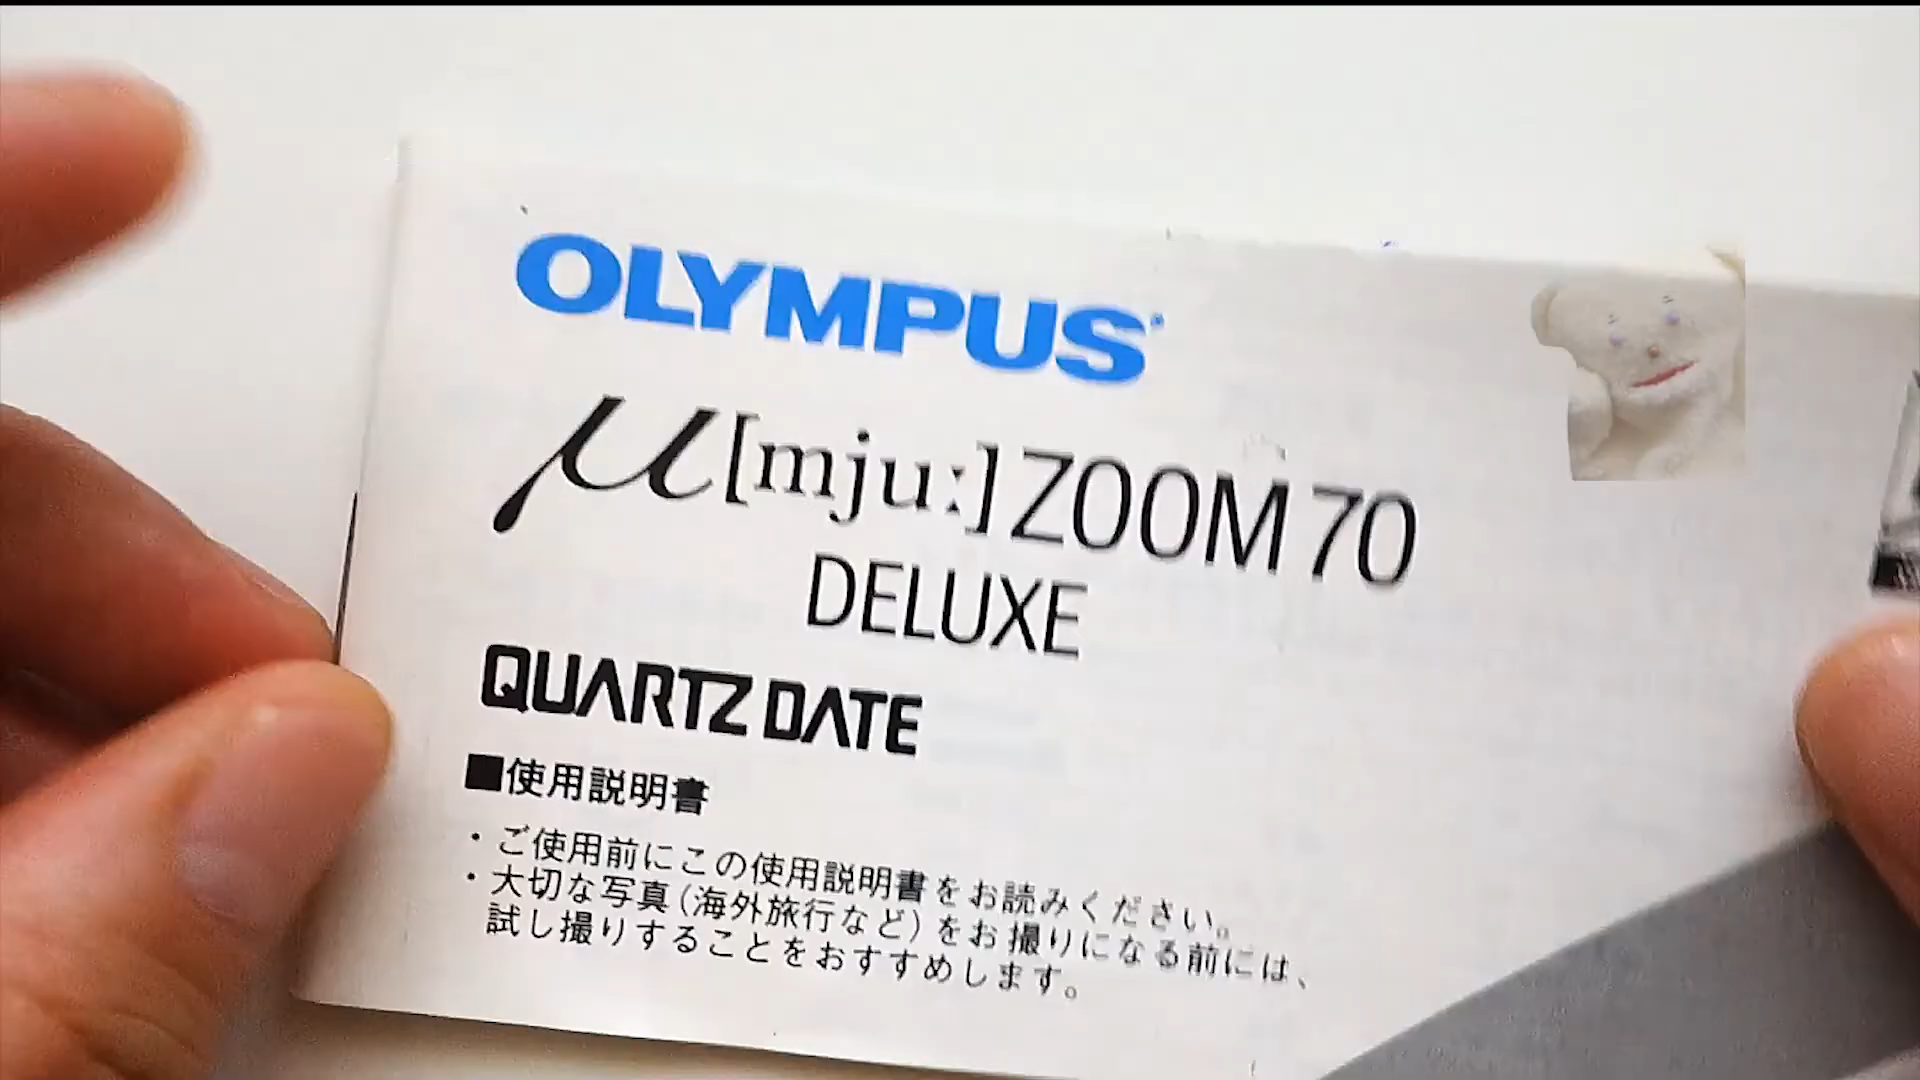 OLYMPUS
μ[mju:] ZOOM 70
DELUXE
QUARTZ DATE
■使用説明書
・ご使用前にこの使用説明書をお読みください。
・大切な写真(海外旅行など)をお撮りになる前には、
試し撮りすることをおすすめします。